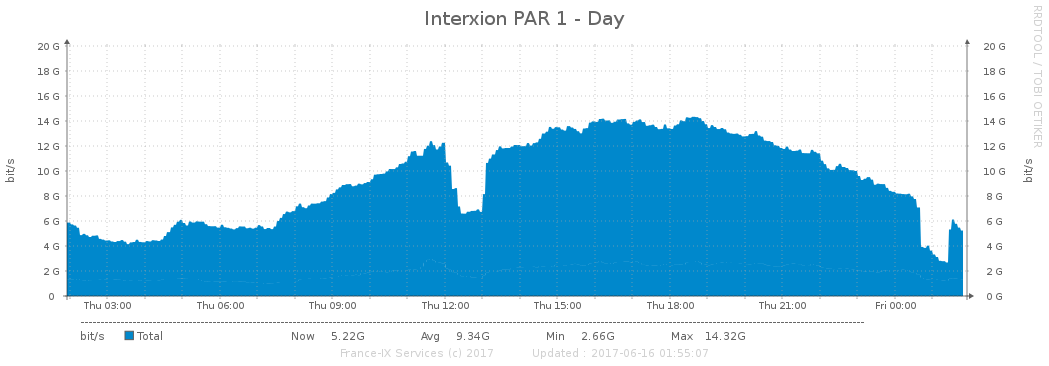 Interxion PAR 1 - Day
RRDTOOL / TOBI OETIKER
20 G 20 G
18 G 18 G
16 G 16 G
14 G 14 G
12 G 12 G
10 G 10 G
8 G 8 G
6 G 6 G
4 G 4 G
2 G 2 G
0 0 G
bit/s bit/s
Thu 03:00 Thu 06:00 Thu 09:00 Thu 12:00 Thu 15:00 Thu 18:00 Thu 21:00 Fri 00:00
bit/s Total Now 5.22G Avg 9.34G Min 2.66G Max 14.32G
France-IX Services (c) 2017 Updated : 2017-06-16 01:55:07